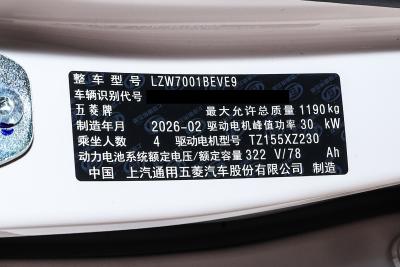 整车型号 LZW7001BEVE9
车辆识别代号
五菱牌 最大允许总质量 1190 kg
制造年月 2026-02 驱动电机峰值功率 30 kW
乘坐人数 4 驱动电机型号 TZ155XZ230
动力电池系统额定电压/额定容量 322 V/78 Ah
中国 上汽通用五菱汽车股份有限公司 制造